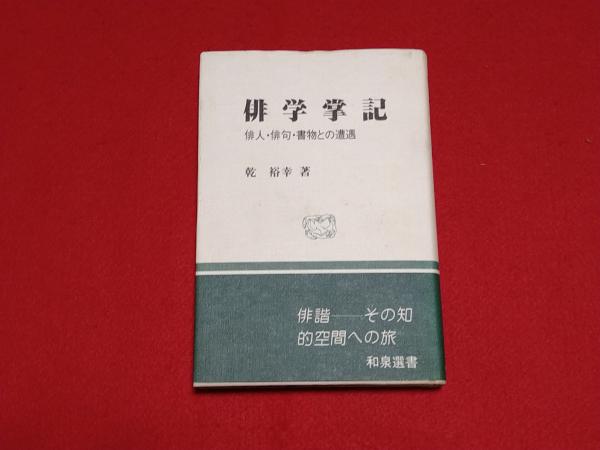 俳学掌記
俳人・俳句・書物との遭遇
乾 裕幸 著
俳諧――その知
的空間への旅
和泉選書